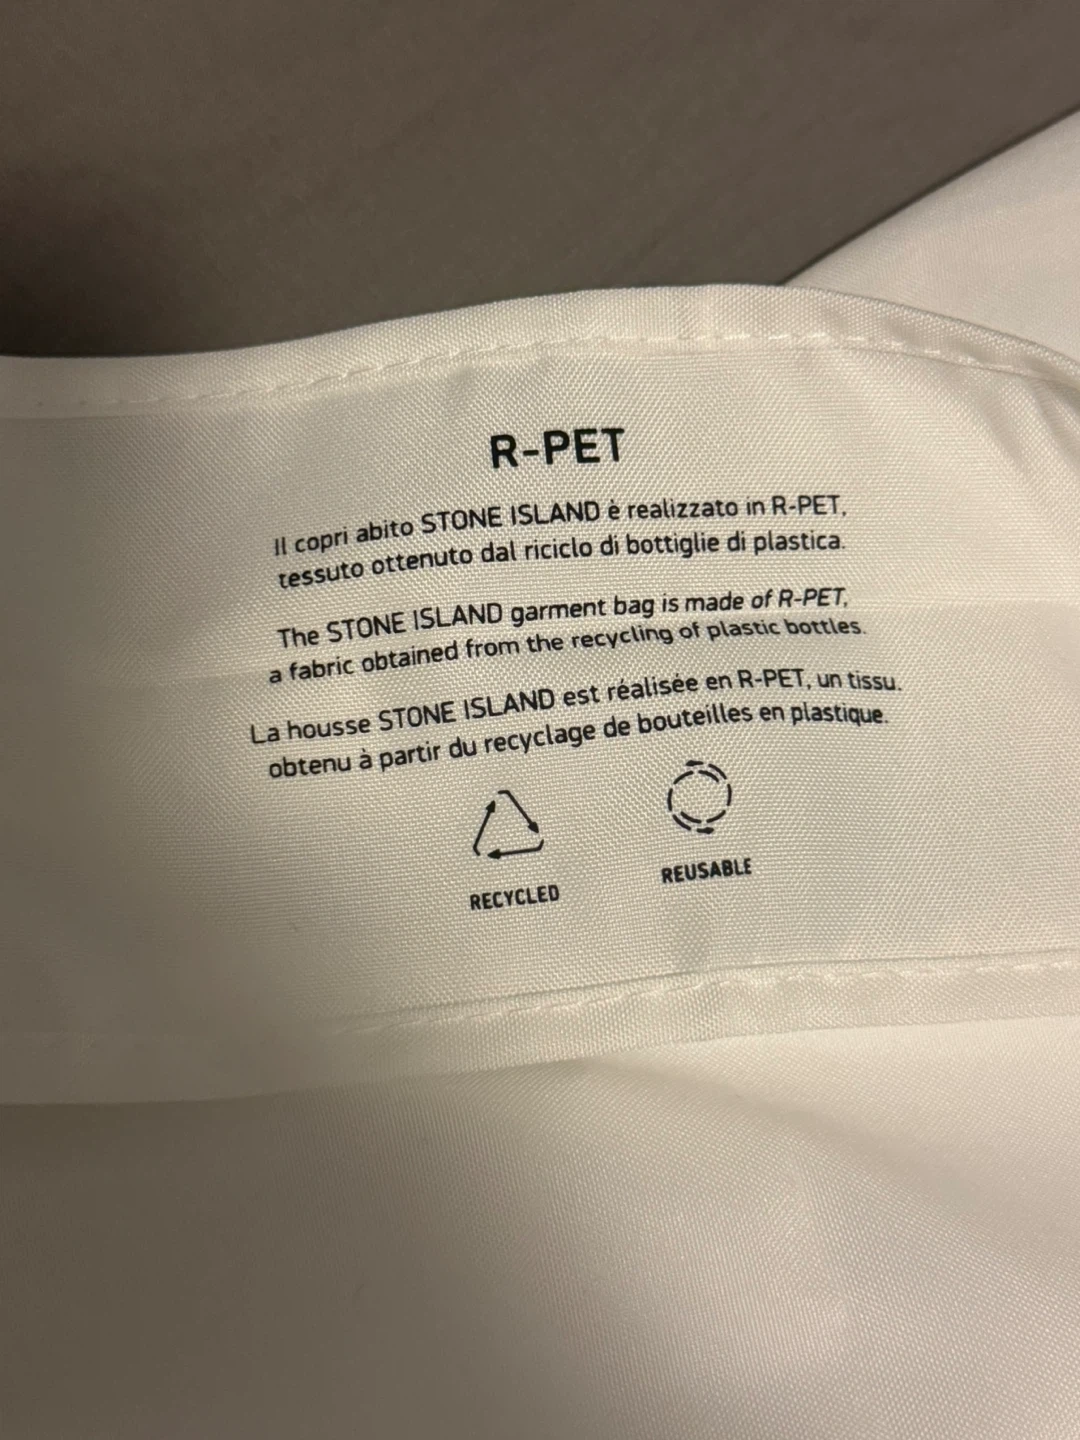 R-PET
Il copri abito STONE ISLAND è realizzato in R-PET,
tessuto ottenuto dal riciclo di bottiglie di plastica.
The STONE ISLAND garment bag is made of R-PET,
a fabric obtained from the recycling of plastic bottles.
La housse STONE ISLAND est réalisée en R-PET, un tissu.
obtenu à partir du recyclage de bouteilles en plastique.
RECYCLED
REUSABLE